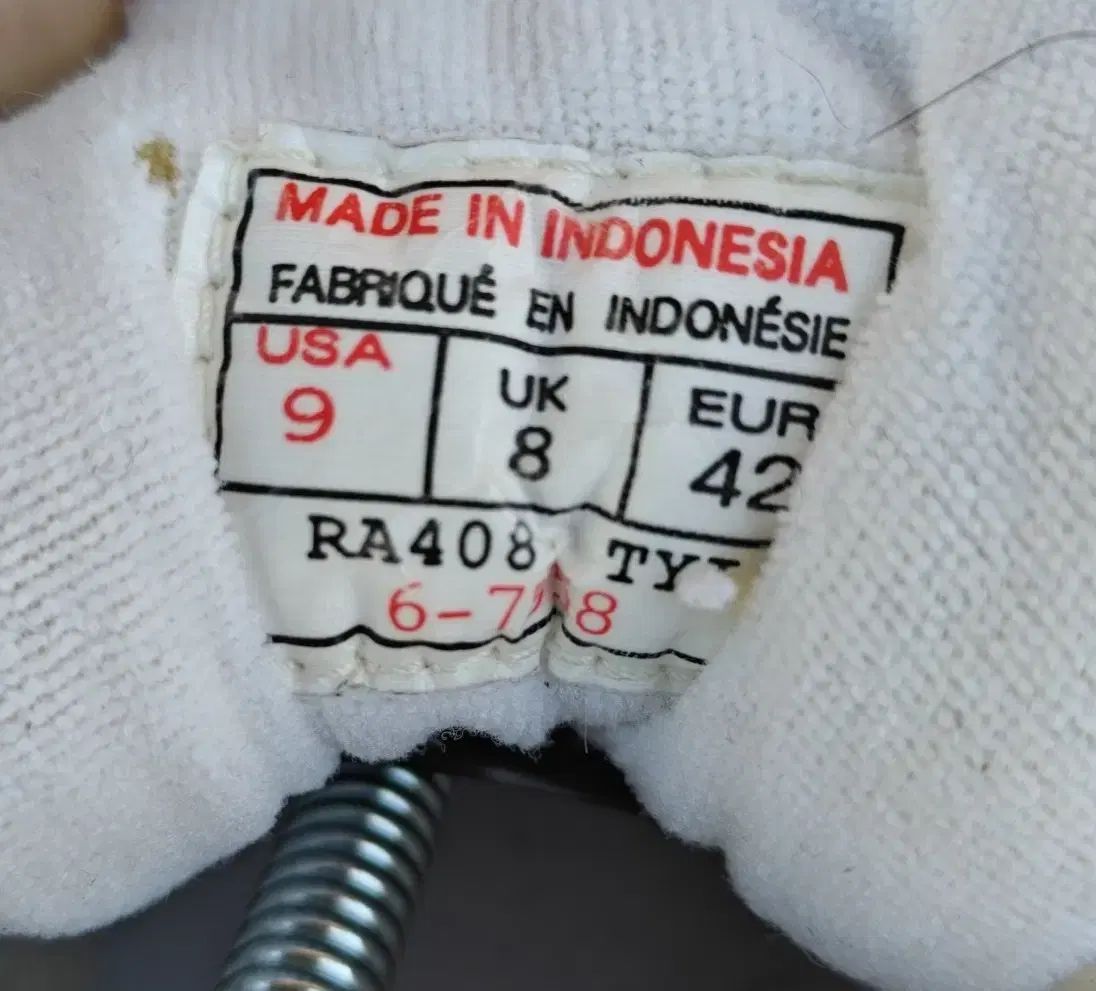 MADE IN INDONESIA
FABRIQUÉ EN INDONÉSIE
USA UK EUR
9 8 42
RA408